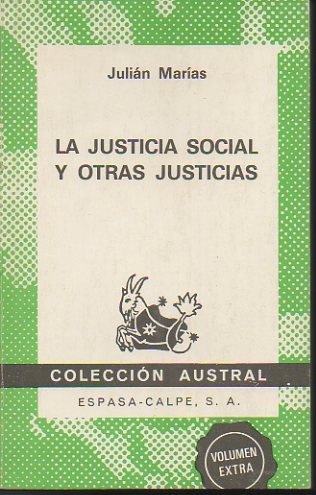 Julián Marías
LA JUSTICIA SOCIAL
Y OTRAS JUSTICIAS
COLECCIÓN AUSTRAL
ESPASA-CALPE, S. A.
VOLUMEN
EXTRA